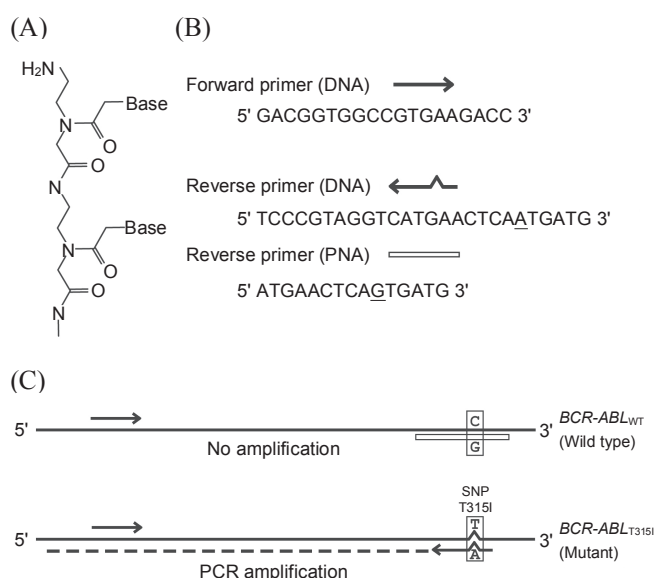 (A)
H₂N
Base
N
O
O
N
Base
N
O
O
N
(B)
Forward primer (DNA)
5' GACGGTGGCCGTGAAGACC 3'
Reverse primer (DNA)
5' TCCCGTAGGTCATGAACTCAATGATG 3'
Reverse primer (PNA)
5' ATGAACTCAGTGATG 3'
(C)
5'
C
G
3'
BCR-ABLWT
(Wild type)
No amplification
SNP
T315I
5'
T
A
3'
BCR-ABLT315I
(Mutant)
PCR amplification